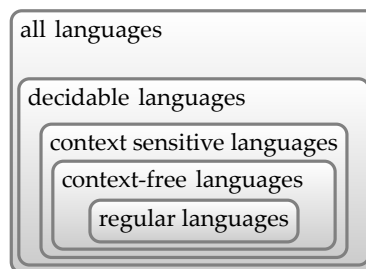 all languages
decidable languages
context sensitive languages
context-free languages
regular languages